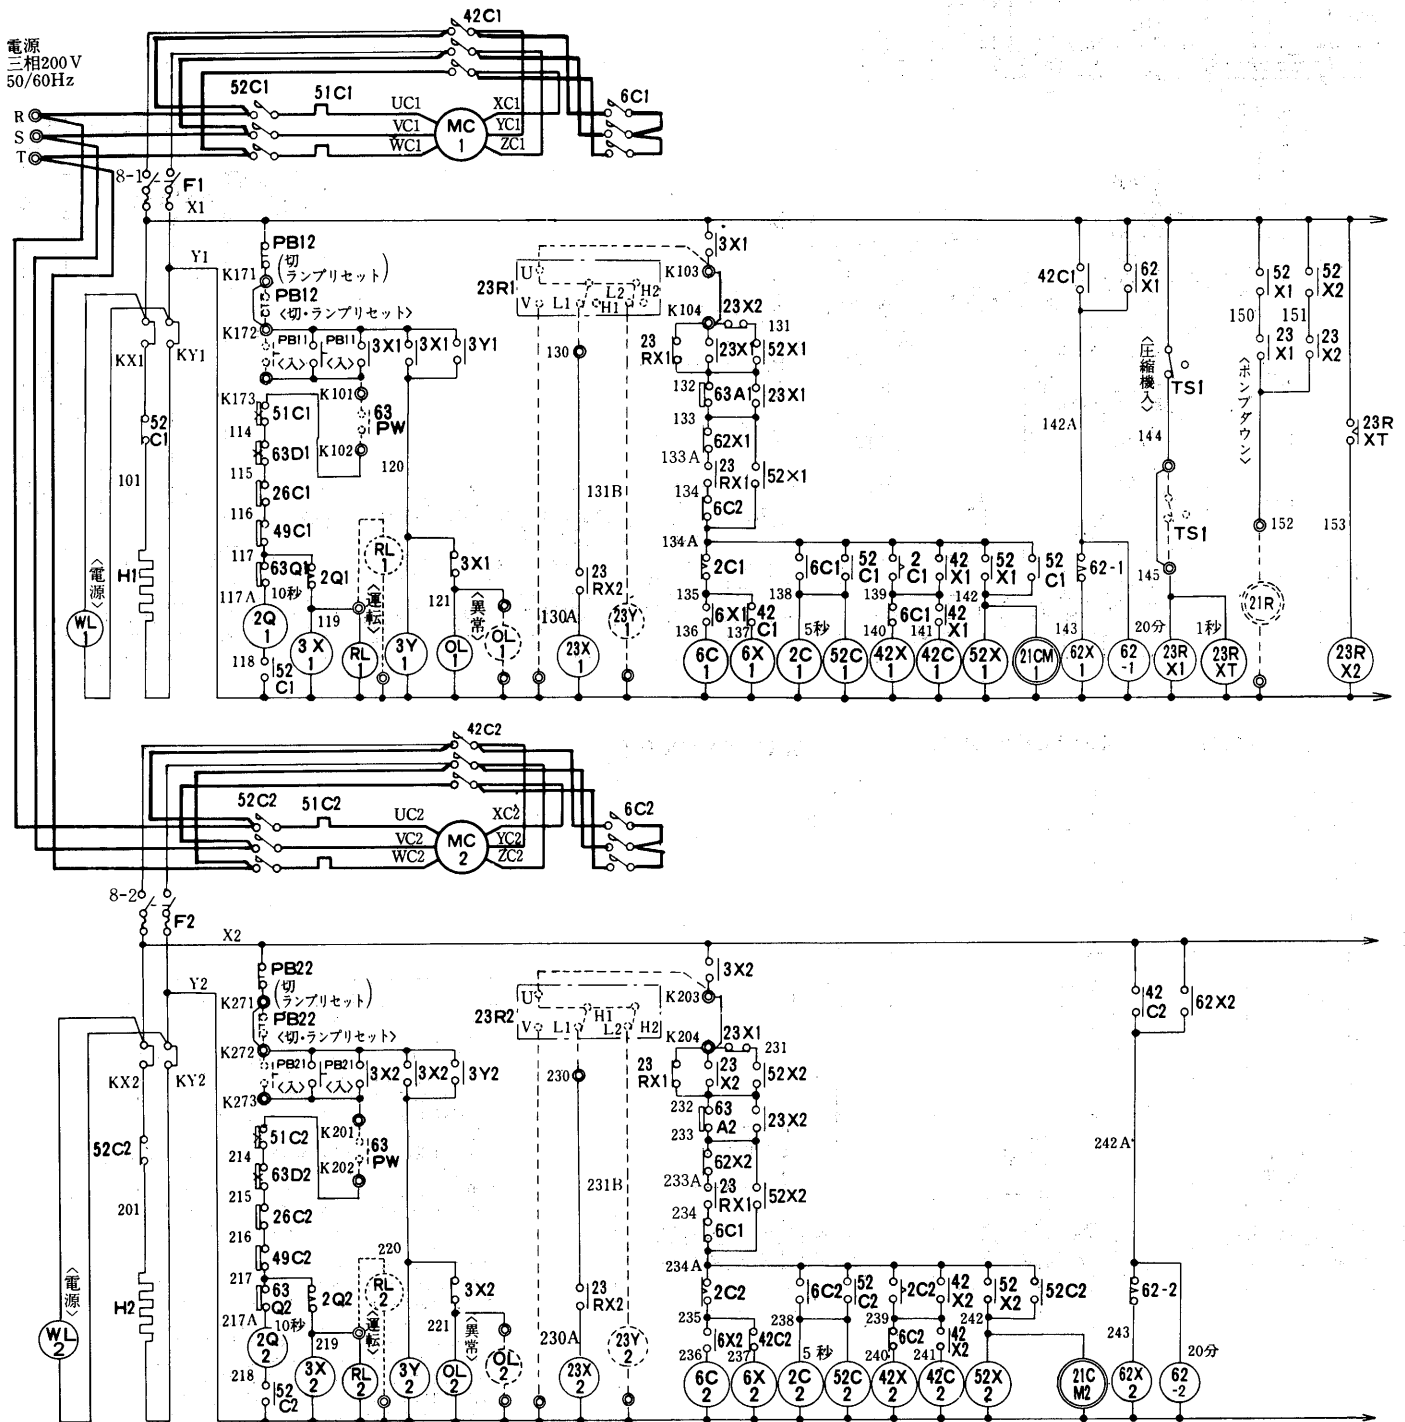 42C1
電源
三相200V
50/60Hz
52C1
51C1
UC1
XC1
6C1
R
MC
1
VC1
YC1
S
WC1
ZC1
T
8-1
F1
X1
Y1
PB12
(切
ランプリセット)
K171
PB12
〈切・ランプリセット〉
K172
PB11
〈入〉
PB11
〈入〉
3X1
3X1
3Y1
23R1
U
V
L1
H1
L2
H2
3X1
K103
K104
23X2
131
23
RX1
23X1
52X1
42C1
62
X1
52
X1
52
X2
150
151
23
X1
23
X2
KX1
KY1
130
132
63A1
23X1
133
〈圧縮機入〉
TS1
〈ポンプダウン〉
K173
51C1
K101
63
PW
114
63D1
K102
115
26C1
116
49C1
117
120
52
C1
101
62X1
133A
23
RX1
52X1
134
6C2
134A
142A
144
TS1
145
152
23R
XT
153
131B
H1
〈電源〉
WL
1
63Q1
10秒
117A
2Q1
119
RL
1
〈運転〉
3X1
121
〈異常〉
23
RX2
130A
2C1
6C1
52
C1
2
C1
42
X1
52
X1
52
C1
62-1
135
138
139
142
6X1
42
C1
6C1
42
X1
136
137
5秒
140
141
143
20分
1秒
21R
2Q
1
118
52
C1
3X
1
RL
1
3Y
1
OL
1
OL
1
23X
1
23Y
1
6C
1
6X
1
2C
1
52C
1
42X
1
42C
1
52X
1
21CM
1
62X
1
62
-1
23R
X1
23R
XT
23R
X2
42C2
52C2
51C2
UC2
XC2
6C2
VC2
MC
2
YC2
WC2
ZC2
8-2
F2
X2
Y2
PB22
(切
ランプリセット)
K271
PB22
〈切・ランプリセット〉
K272
PB21
〈入〉
PB21
〈入〉
3X2
3X2
3Y2
K273
23R2
U
V
L1
H1
L2
H2
3X2
K203
K204
23X1
231
23
RX1
23
X2
52X2
42
C2
62X2
KX2
KY2
230
232
63
A2
23X2
233
52C2
201
51C2
K201
63
PW
214
63D2
K202
215
26C2
216
49C2
217
220
231B
62X2
233A
23
RX1
52X2
234
6C1
234A
242A
〈電源〉
WL
2
H2
63
Q2
10秒
217A
2Q2
219
RL
2
〈運転〉
3X2
221
〈異常〉
23
RX2
230A
2C2
6C2
52
C2
2C2
42
X2
52
X2
52C2
62-2
235
238
239
242
6X2
42C2
6C2
42
X2
236
237
5秒
240
241
243
20分
2Q
2
218
52
C2
3X
2
RL
2
3Y
2
OL
2
OL
2
23X
2
23Y
2
6C
2
6X
2
2C
2
52C
2
42X
2
42C
2
52X
2
21C
M2
62X
2
62
-2